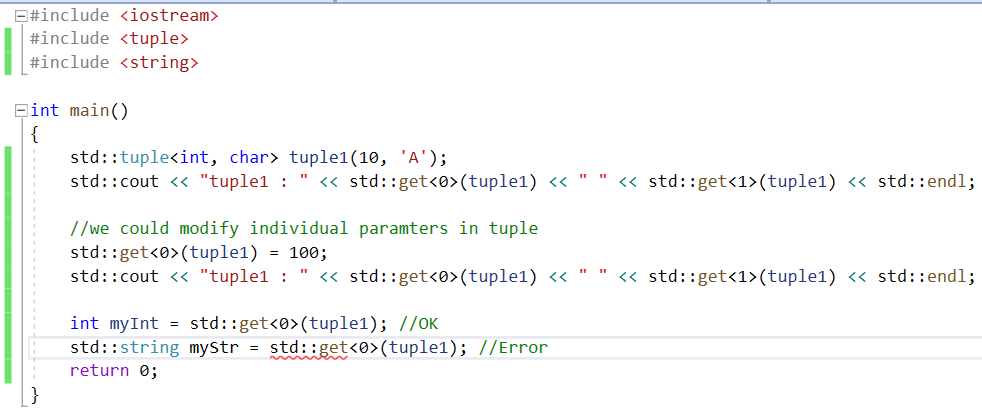 #include <iostream>
#include <tuple>
#include <string>
int main()
{
std::tuple<int, char> tuple1(10, 'A');
std::cout << "tuple1 : " << std::get<0>(tuple1) << " " << std::get<1>(tuple1) << std::endl;
//we could modify individual paramters in tuple
std::get<0>(tuple1) = 100;
std::cout << "tuple1 : " << std::get<0>(tuple1) << " " << std::get<1>(tuple1) << std::endl;
int myInt = std::get<0>(tuple1); //OK
std::string myStr = std::get<0>(tuple1); //Error
return 0;
}